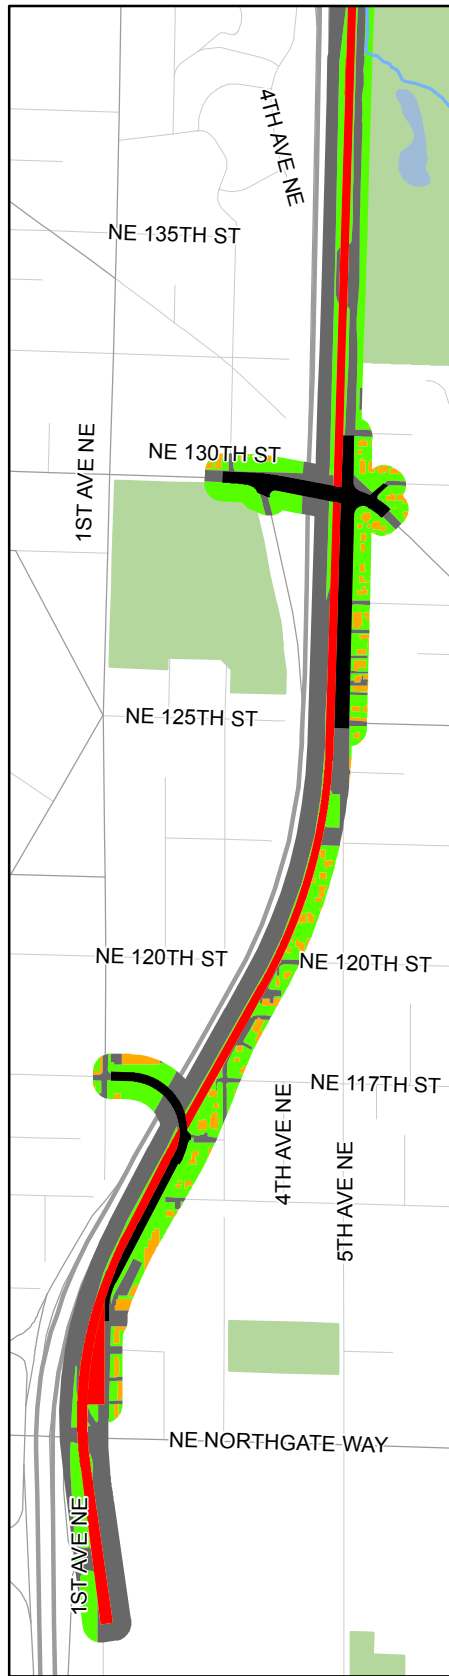 4TH AVE NE
NE 135TH ST
1ST AVE NE
NE 130TH ST
NE 125TH ST
NE 120TH ST
NE 120TH ST
NE 117TH ST
4TH AVE NE
5TH AVE NE
NE NORTHGATE WAY
1ST AVE NE